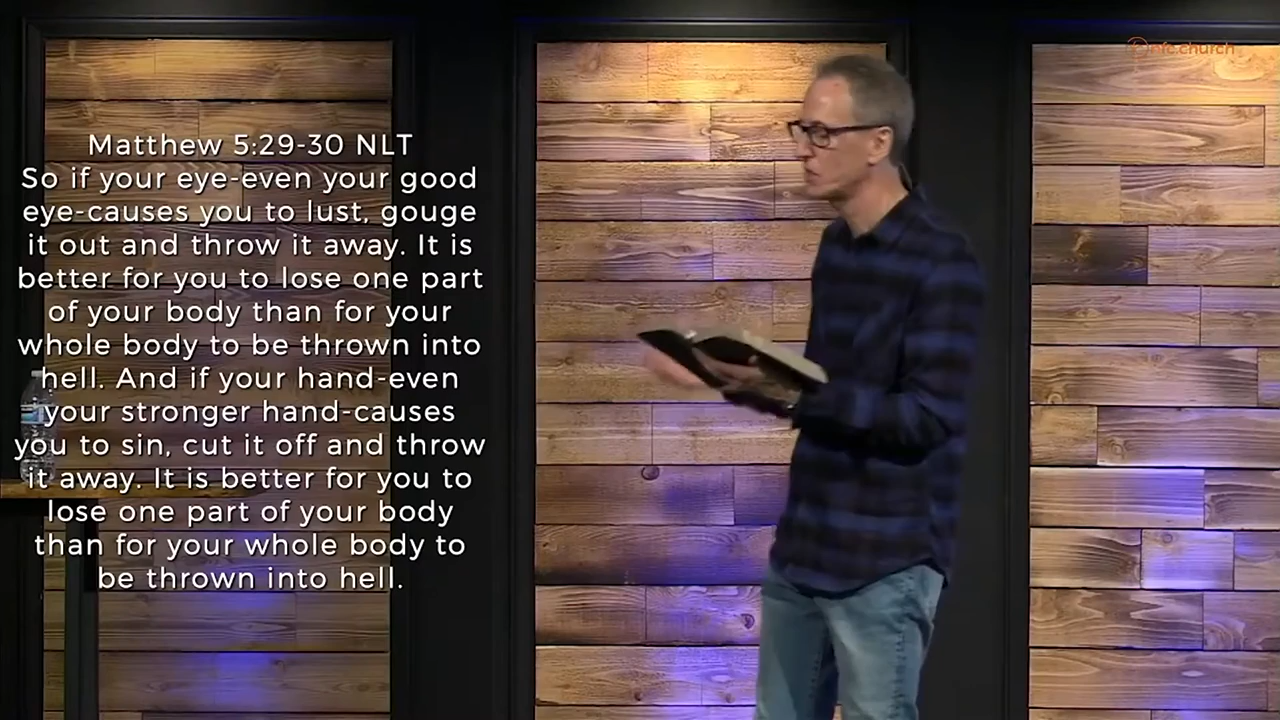 nfc.church
Matthew 5:29-30 NLT
So if your eye-even your good
eye-causes you to lust, gouge
it out and throw it away. It is
better for you to lose one part
of your body than for your
whole body to be thrown into
hell. And if your hand-even
your stronger hand-causes
you to sin, cut it off and throw
it away. It is better for you to
lose one part of your body
than for your whole body to
be thrown into hell.